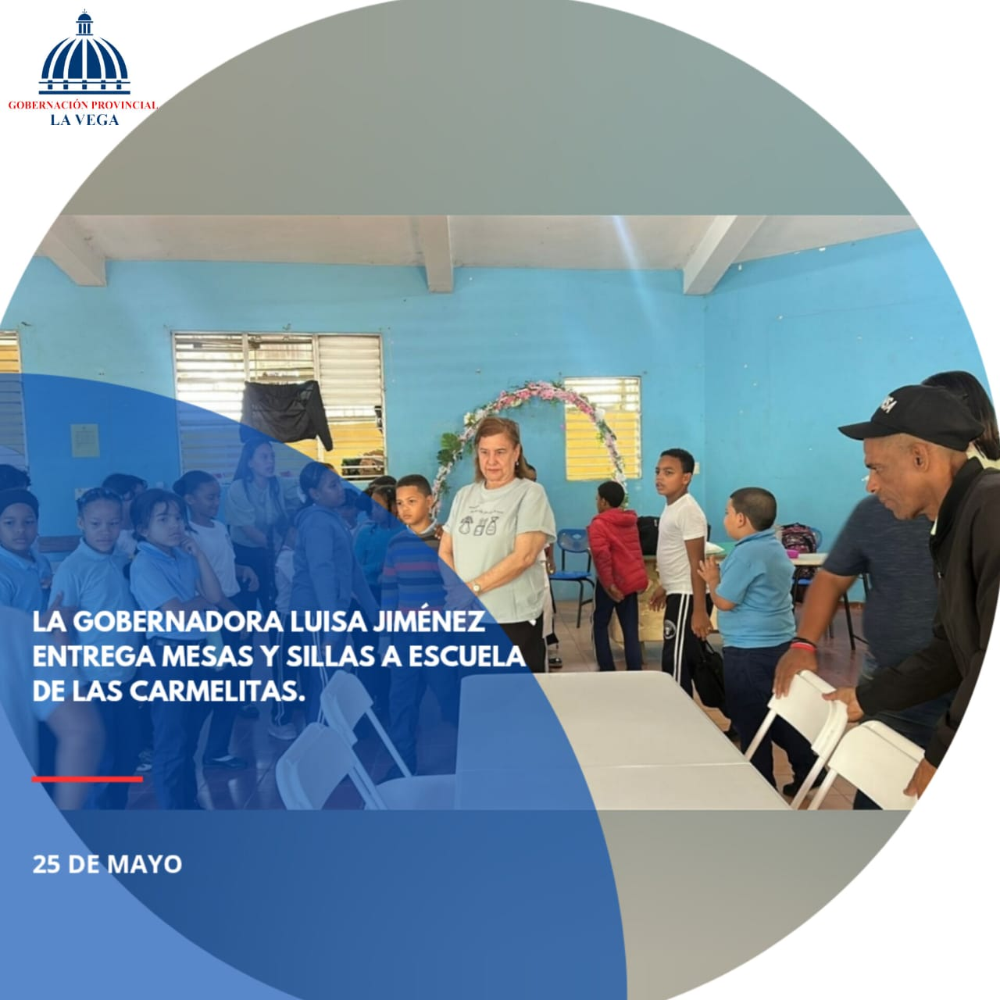 GOBERNACIÓN PROVINCIAL
LA VEGA
LA GOBERNADORA LUISA JIMÉNEZ
ENTREGA MESAS Y SILLAS A ESCUELA
DE LAS CARMELITAS.
25 DE MAYO